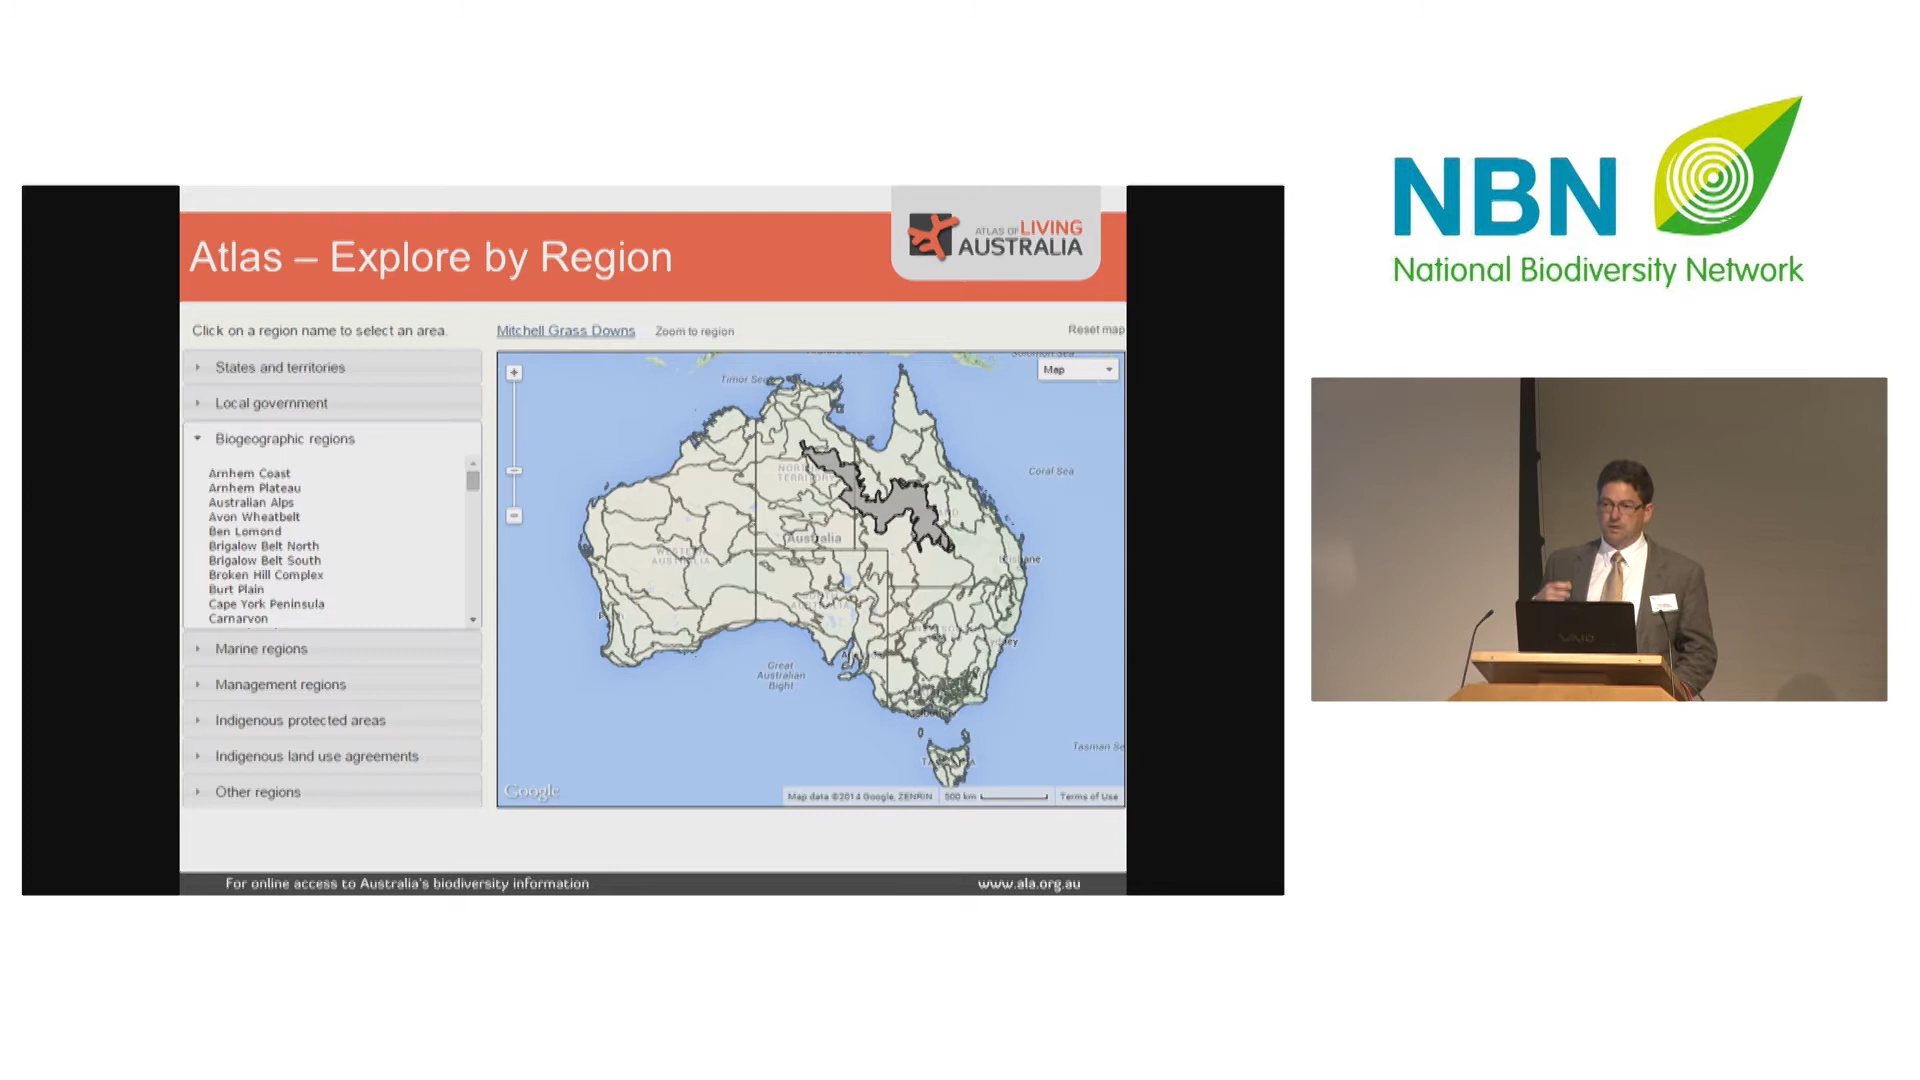 Atlas – Explore by Region
ATLAS OF LIVING
AUSTRALIA
Click on a region name to select an area.
Mitchell Grass Downs
Zoom to region
Reset map
States and territories
Local government
Biogeographic regions
Arnhem Coast
Arnhem Plateau
Australian Alps
Avon Wheatbelt
Ben Lomond
Brigalow Belt North
Brigalow Belt South
Broken Hill Complex
Burt Plain
Cape York Peninsula
Carnarvon
Marine regions
Management regions
Indigenous protected areas
Indigenous land use agreements
Other regions
Solomon Sea
Map
Timor Sea
Coral Sea
TERRITORY
Australia
WESTERN
AUSTRALIA
Great
Australian
Bight
Tasman Se
Google
Map data ©2014 Google, ZENRIN
500 km
Terms of Use
For online access to Australia's biodiversity information
www.ala.org.au
NBN
National Biodiversity Network
VAIO